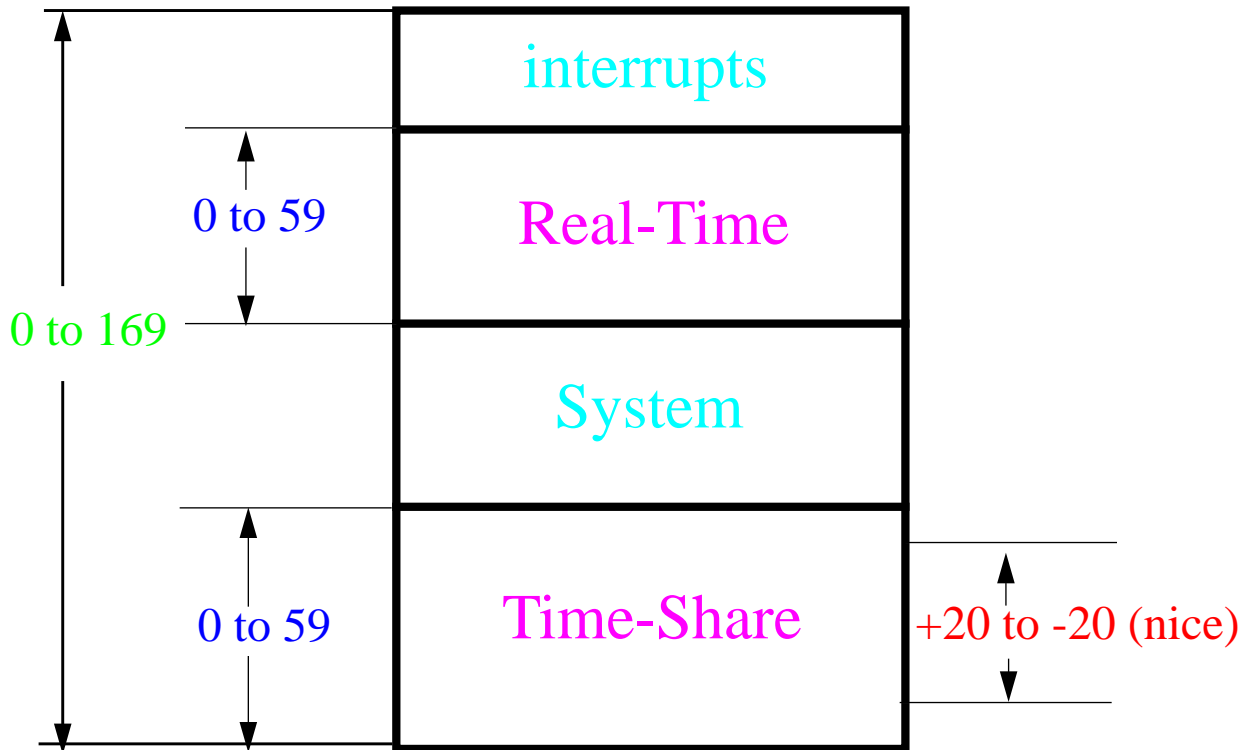 interrupts
0 to 59
Real-Time
0 to 169
System
0 to 59
Time-Share
+20 to -20 (nice)